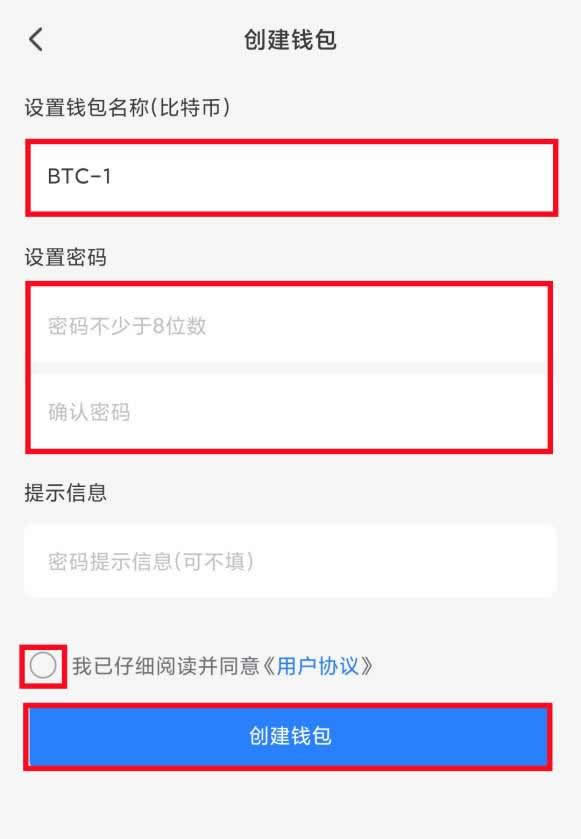 创建钱包
设置钱包名称(比特币)
BTC-1
设置密码
密码不少于8位数
确认密码
提示信息
密码提示信息(可不填)
我已仔细阅读并同意《用户协议》
创建钱包